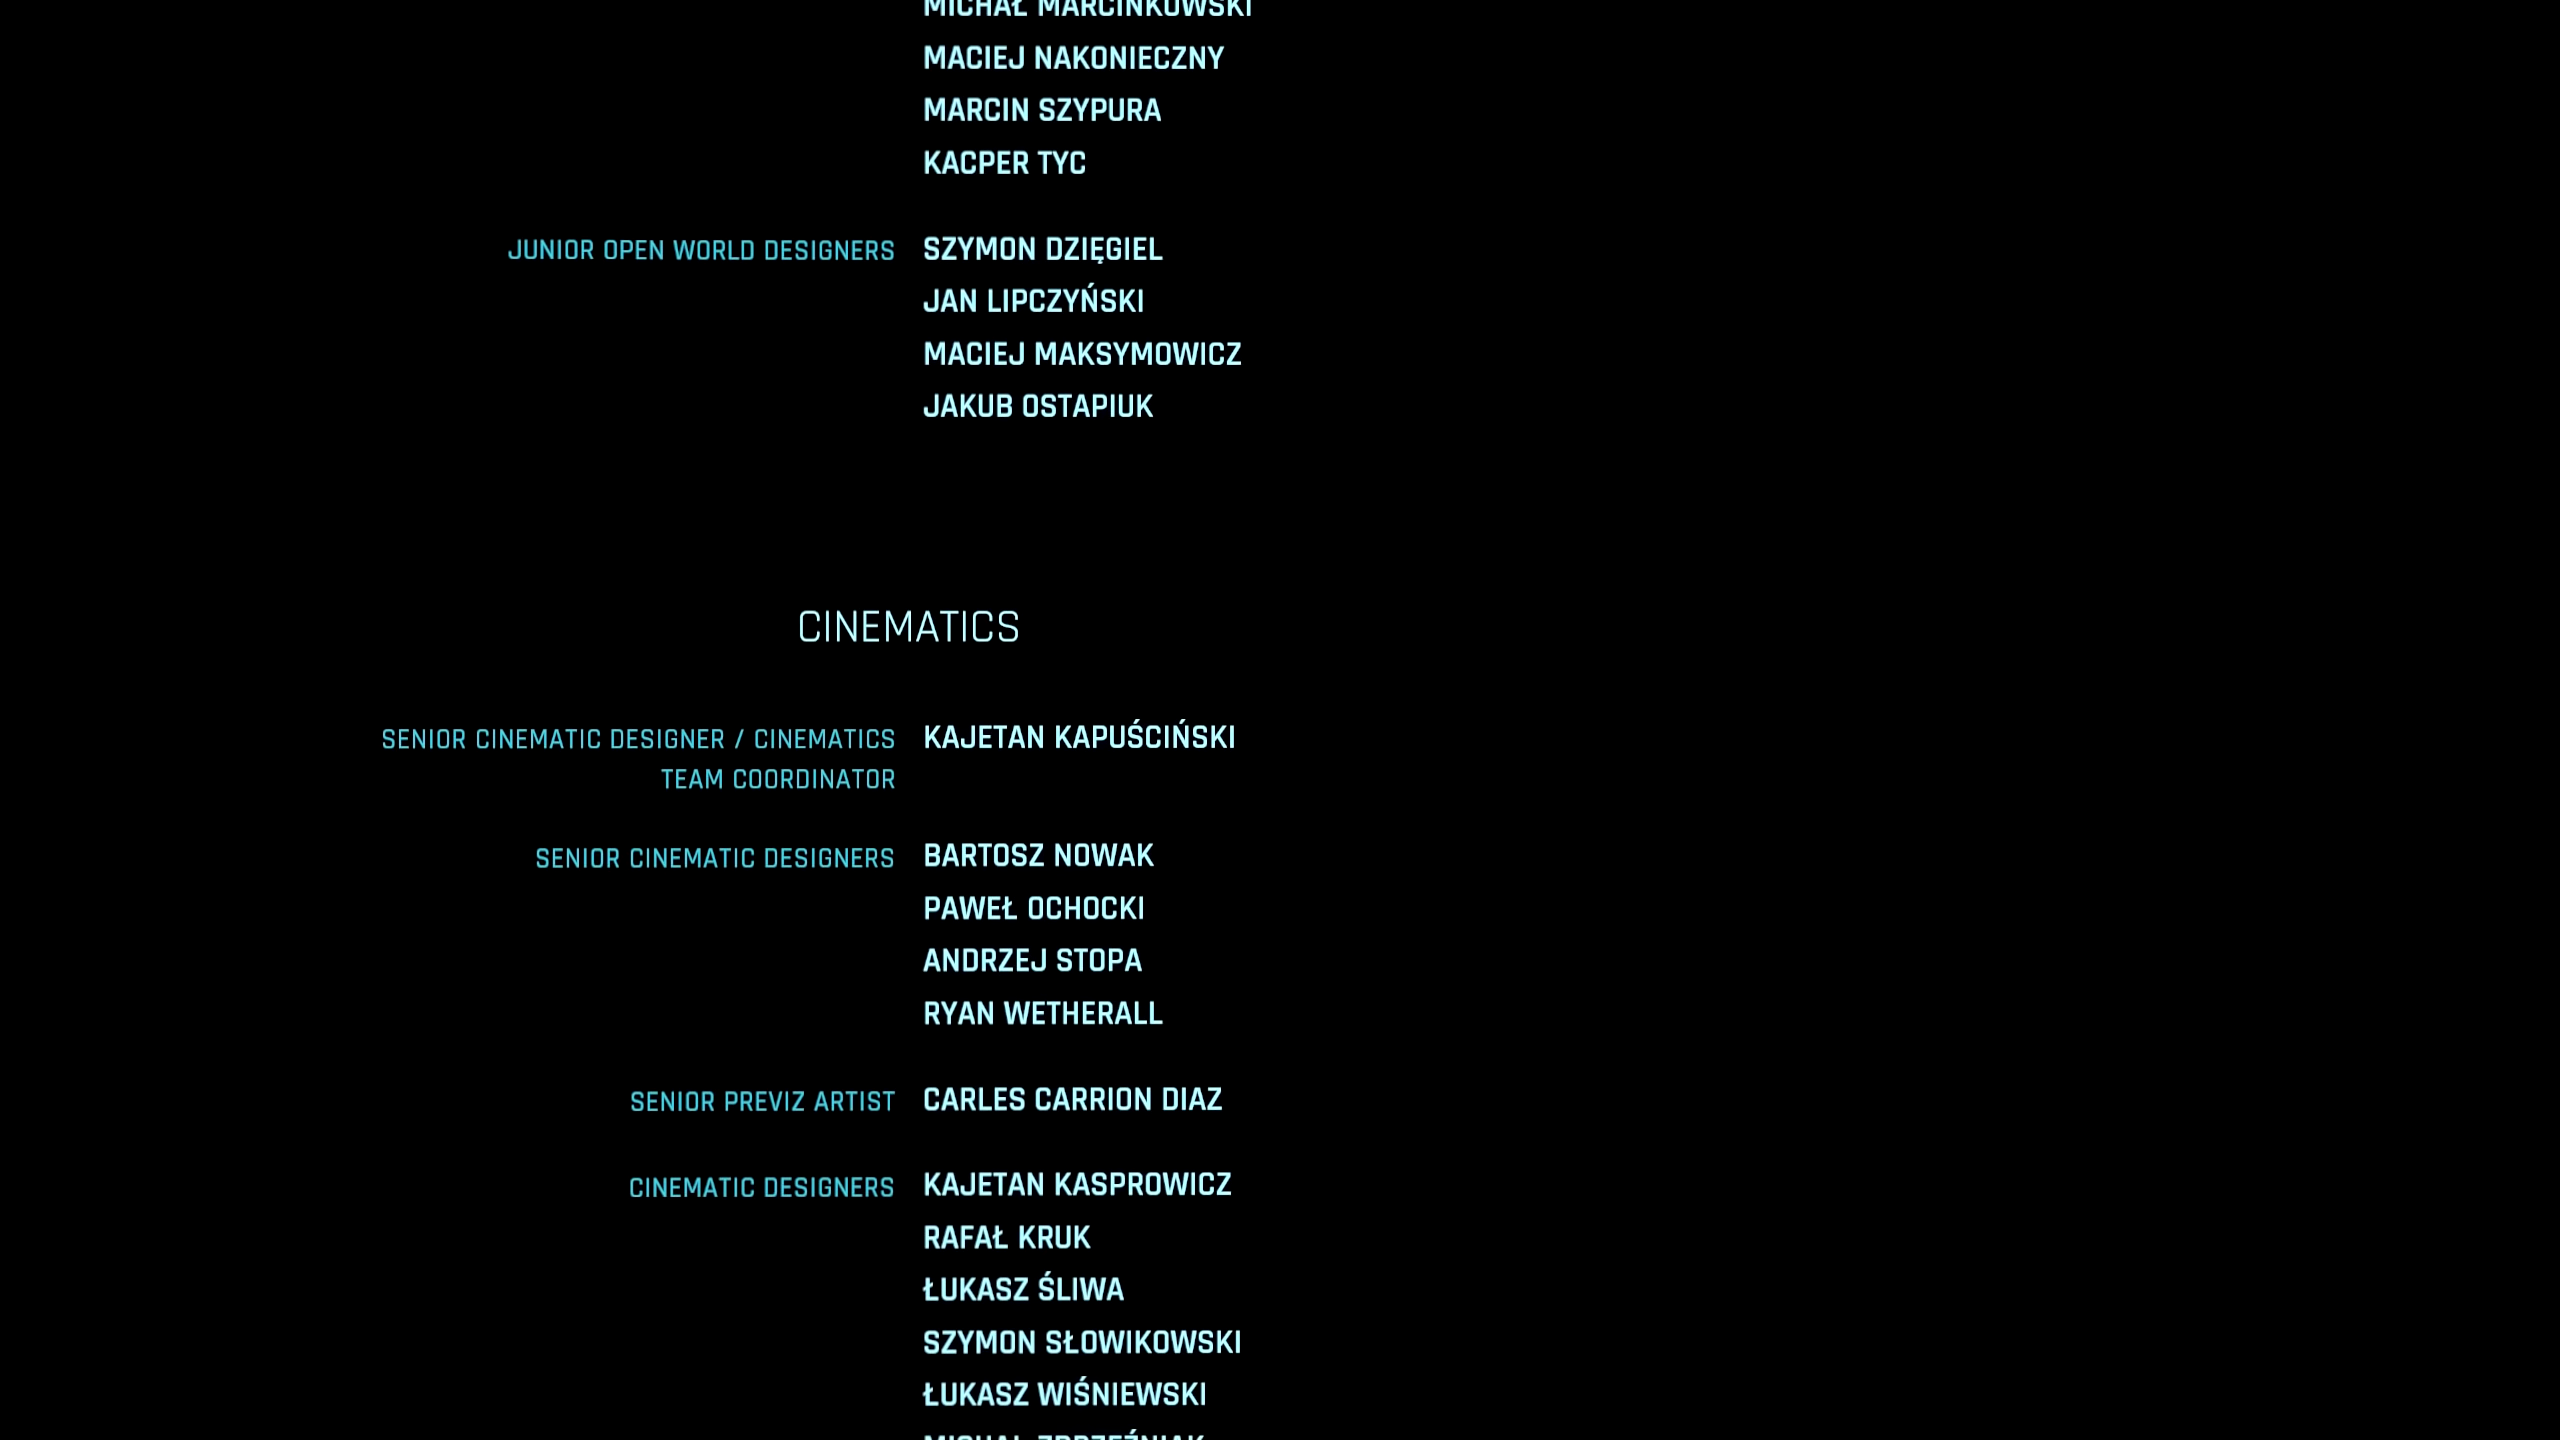 MICHAŁ MARCINKOWSKI
MACIEJ NAKONIECZNY
MARCIN SZYPURA
KACPER TYC
JUNIOR OPEN WORLD DESIGNERS SZYMON DZIĘGIEL
JAN LIPCZYŃSKI
MACIEJ MAKSYMOWICZ
JAKUB OSTAPIUK
CINEMATICS
SENIOR CINEMATIC DESIGNER / CINEMATICS KAJETAN KAPUŚCIŃSKI
TEAM COORDINATOR
SENIOR CINEMATIC DESIGNERS BARTOSZ NOWAK
PAWEŁ OCHOCKI
ANDRZEJ STOPA
RYAN WETHERALL
SENIOR PREVIZ ARTIST CARLES CARRION DIAZ
CINEMATIC DESIGNERS KAJETAN KASPROWICZ
RAFAŁ KRUK
ŁUKASZ ŚLIWA
SZYMON SŁOWIKOWSKI
ŁUKASZ WIŚNIEWSKI